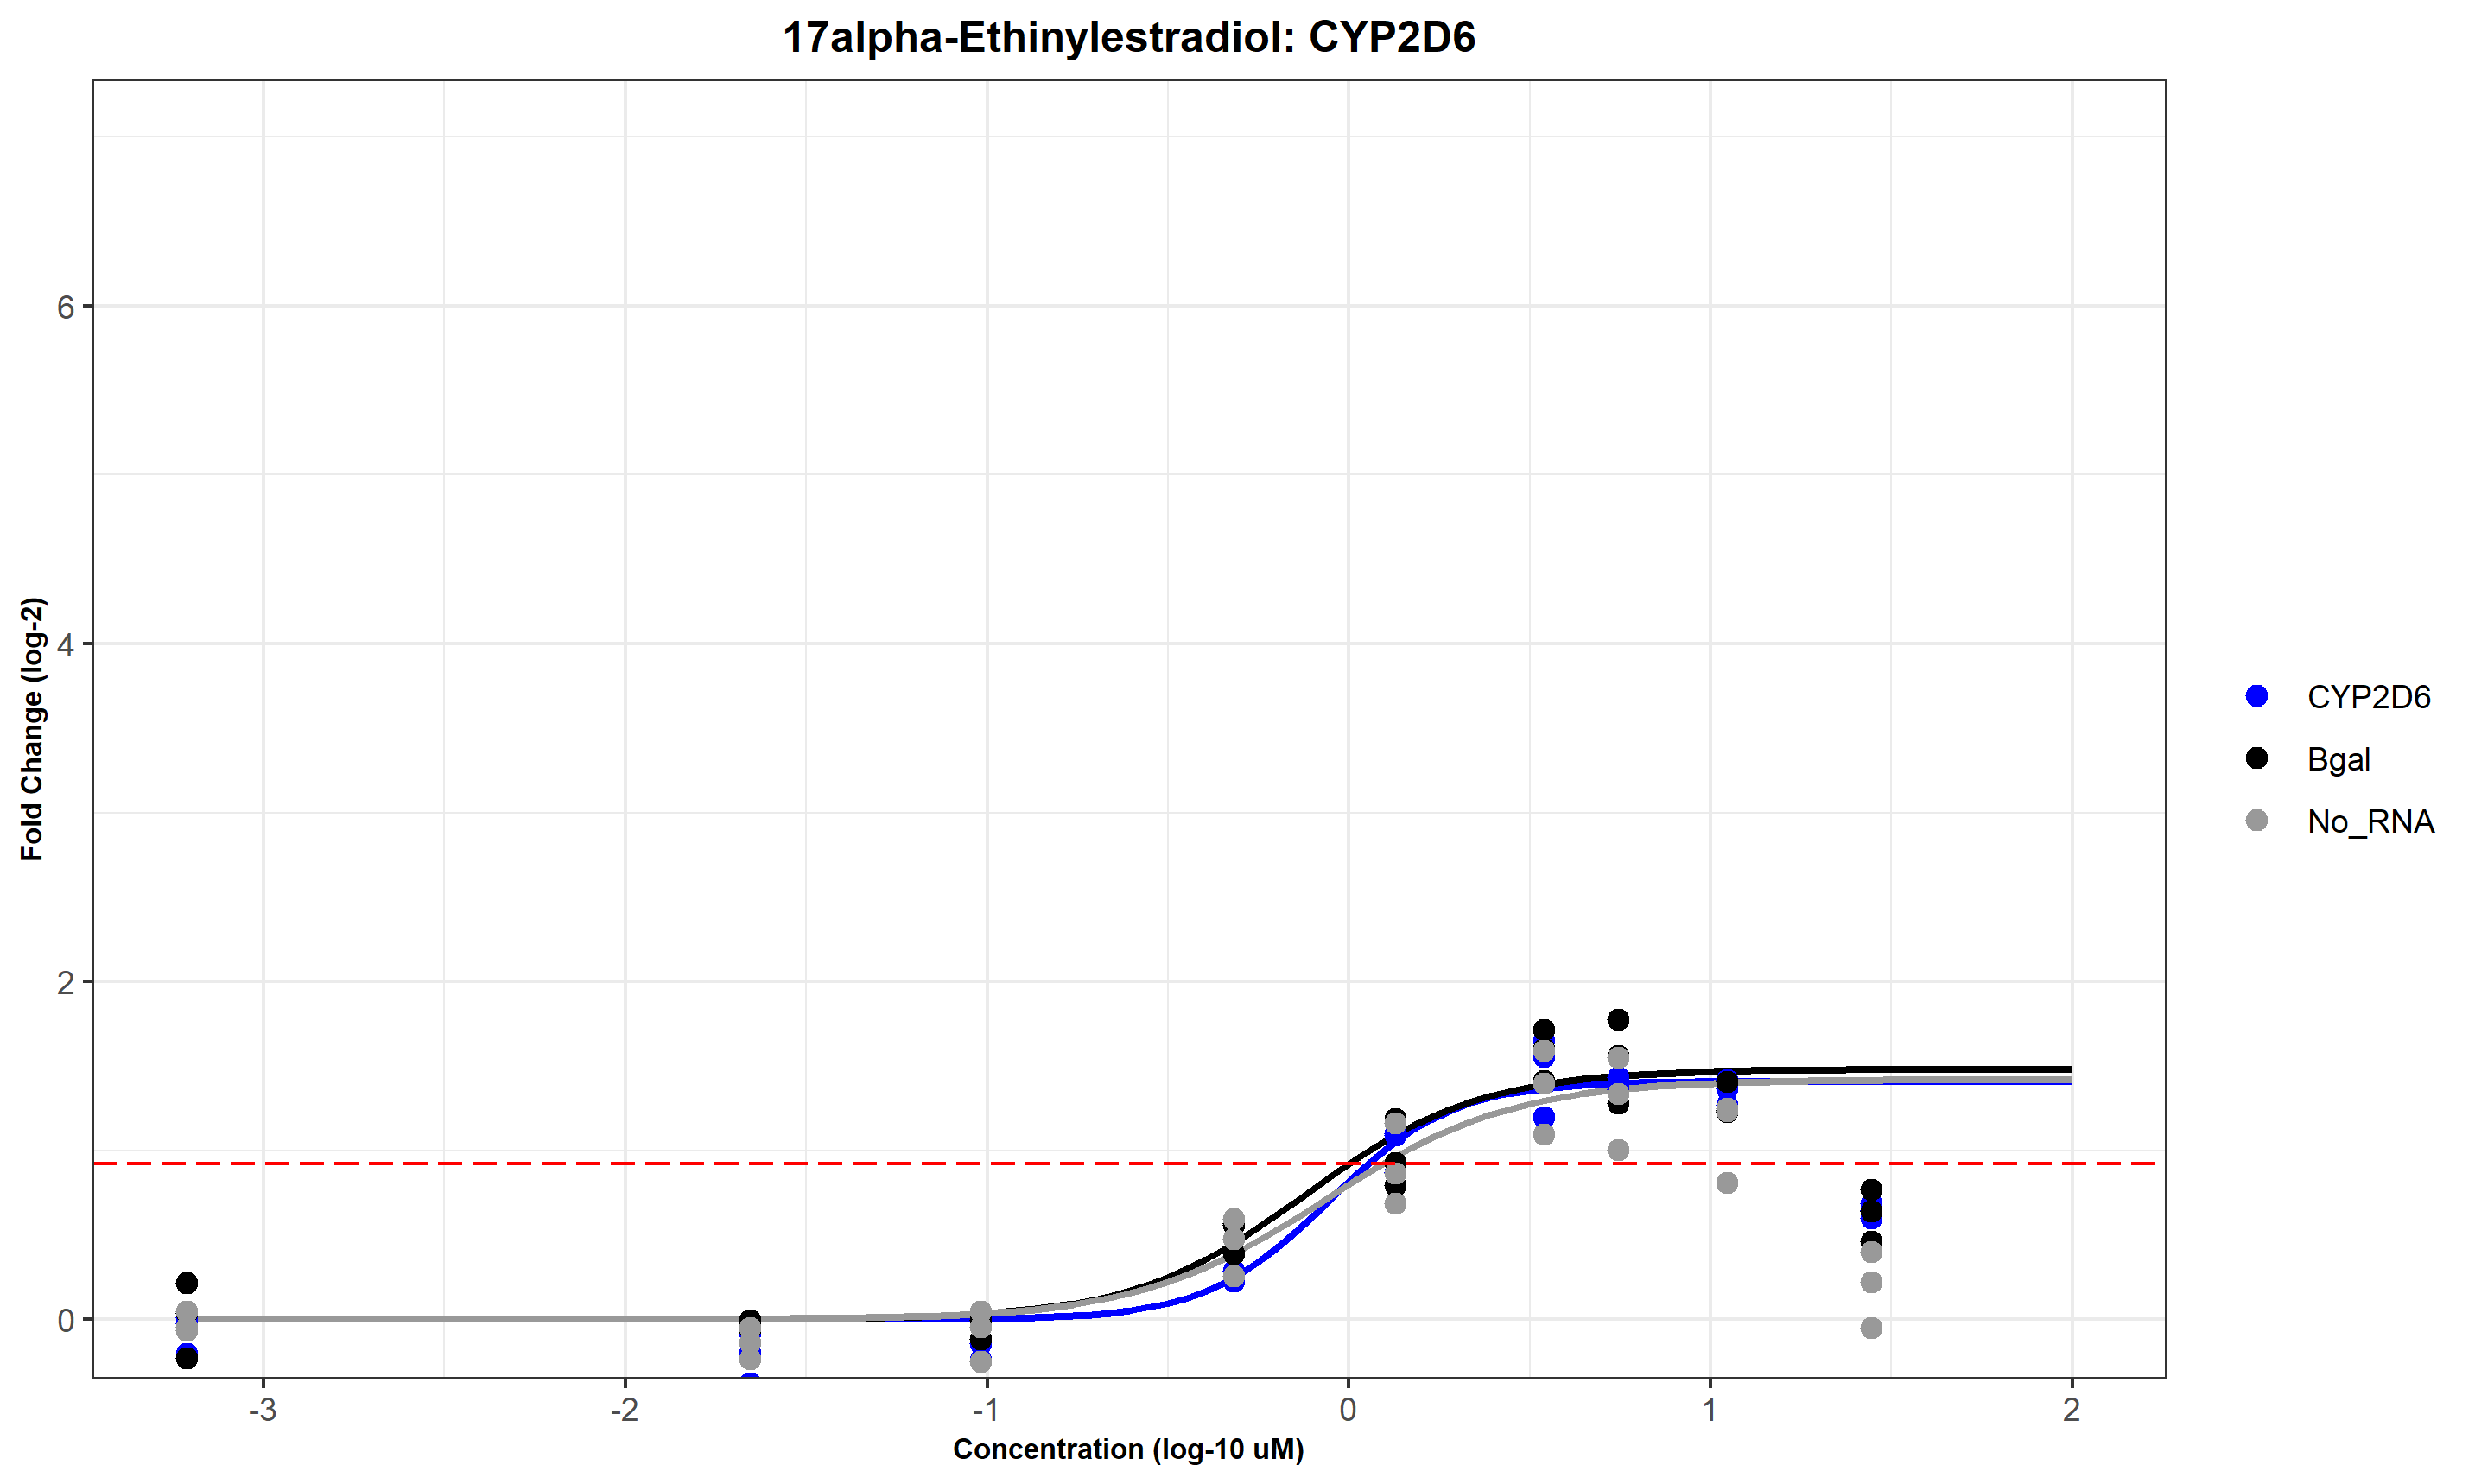 17alpha-Ethinylestradiol: CYP2D6
Fold Change (log-2)
6
4
2
0
-3
-2
-1
0
1
2
Concentration (log-10 uM)
CYP2D6
Bgal
No_RNA